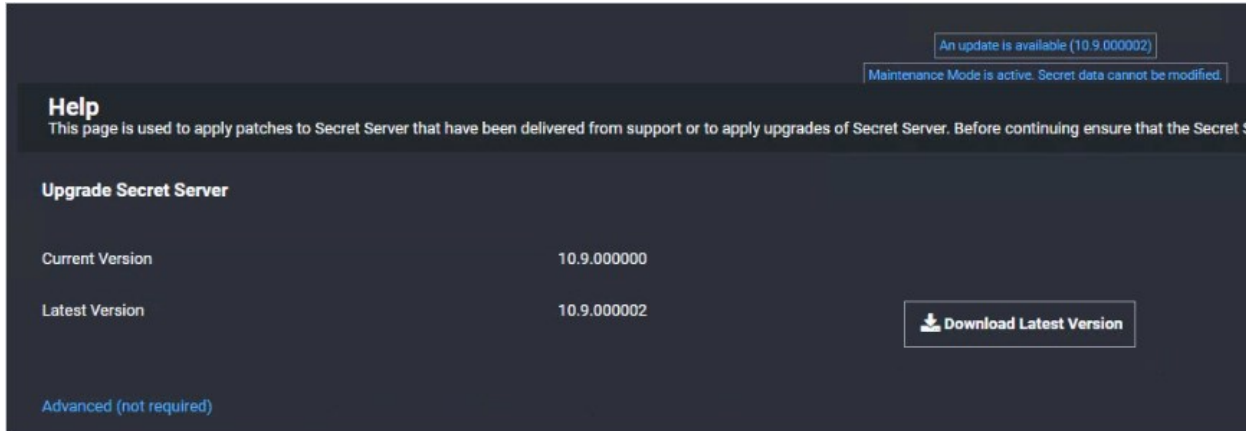 An update is available (10.9.000002)
Maintenance Mode is active. Secret data cannot be modified.
Help
This page is used to apply patches to Secret Server that have been delivered from support or to apply upgrades of Secret Server. Before continuing ensure that the Secret
Upgrade Secret Server
Current Version 10.9.000000
Latest Version 10.9.000002 Download Latest Version
Advanced (not required)